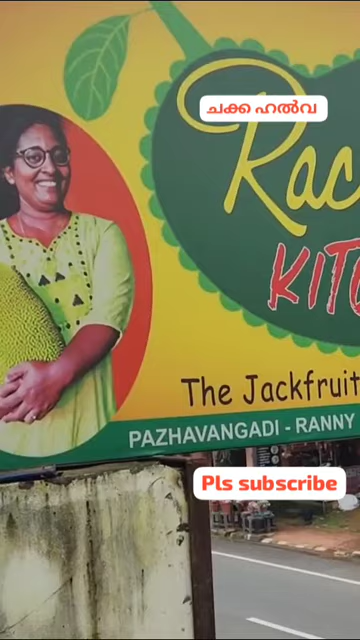 ചക്ക ഹൽവ
Rac
KIT
The Jackfruit
PAZHAVANGADI - RANNY
Pls subscribe